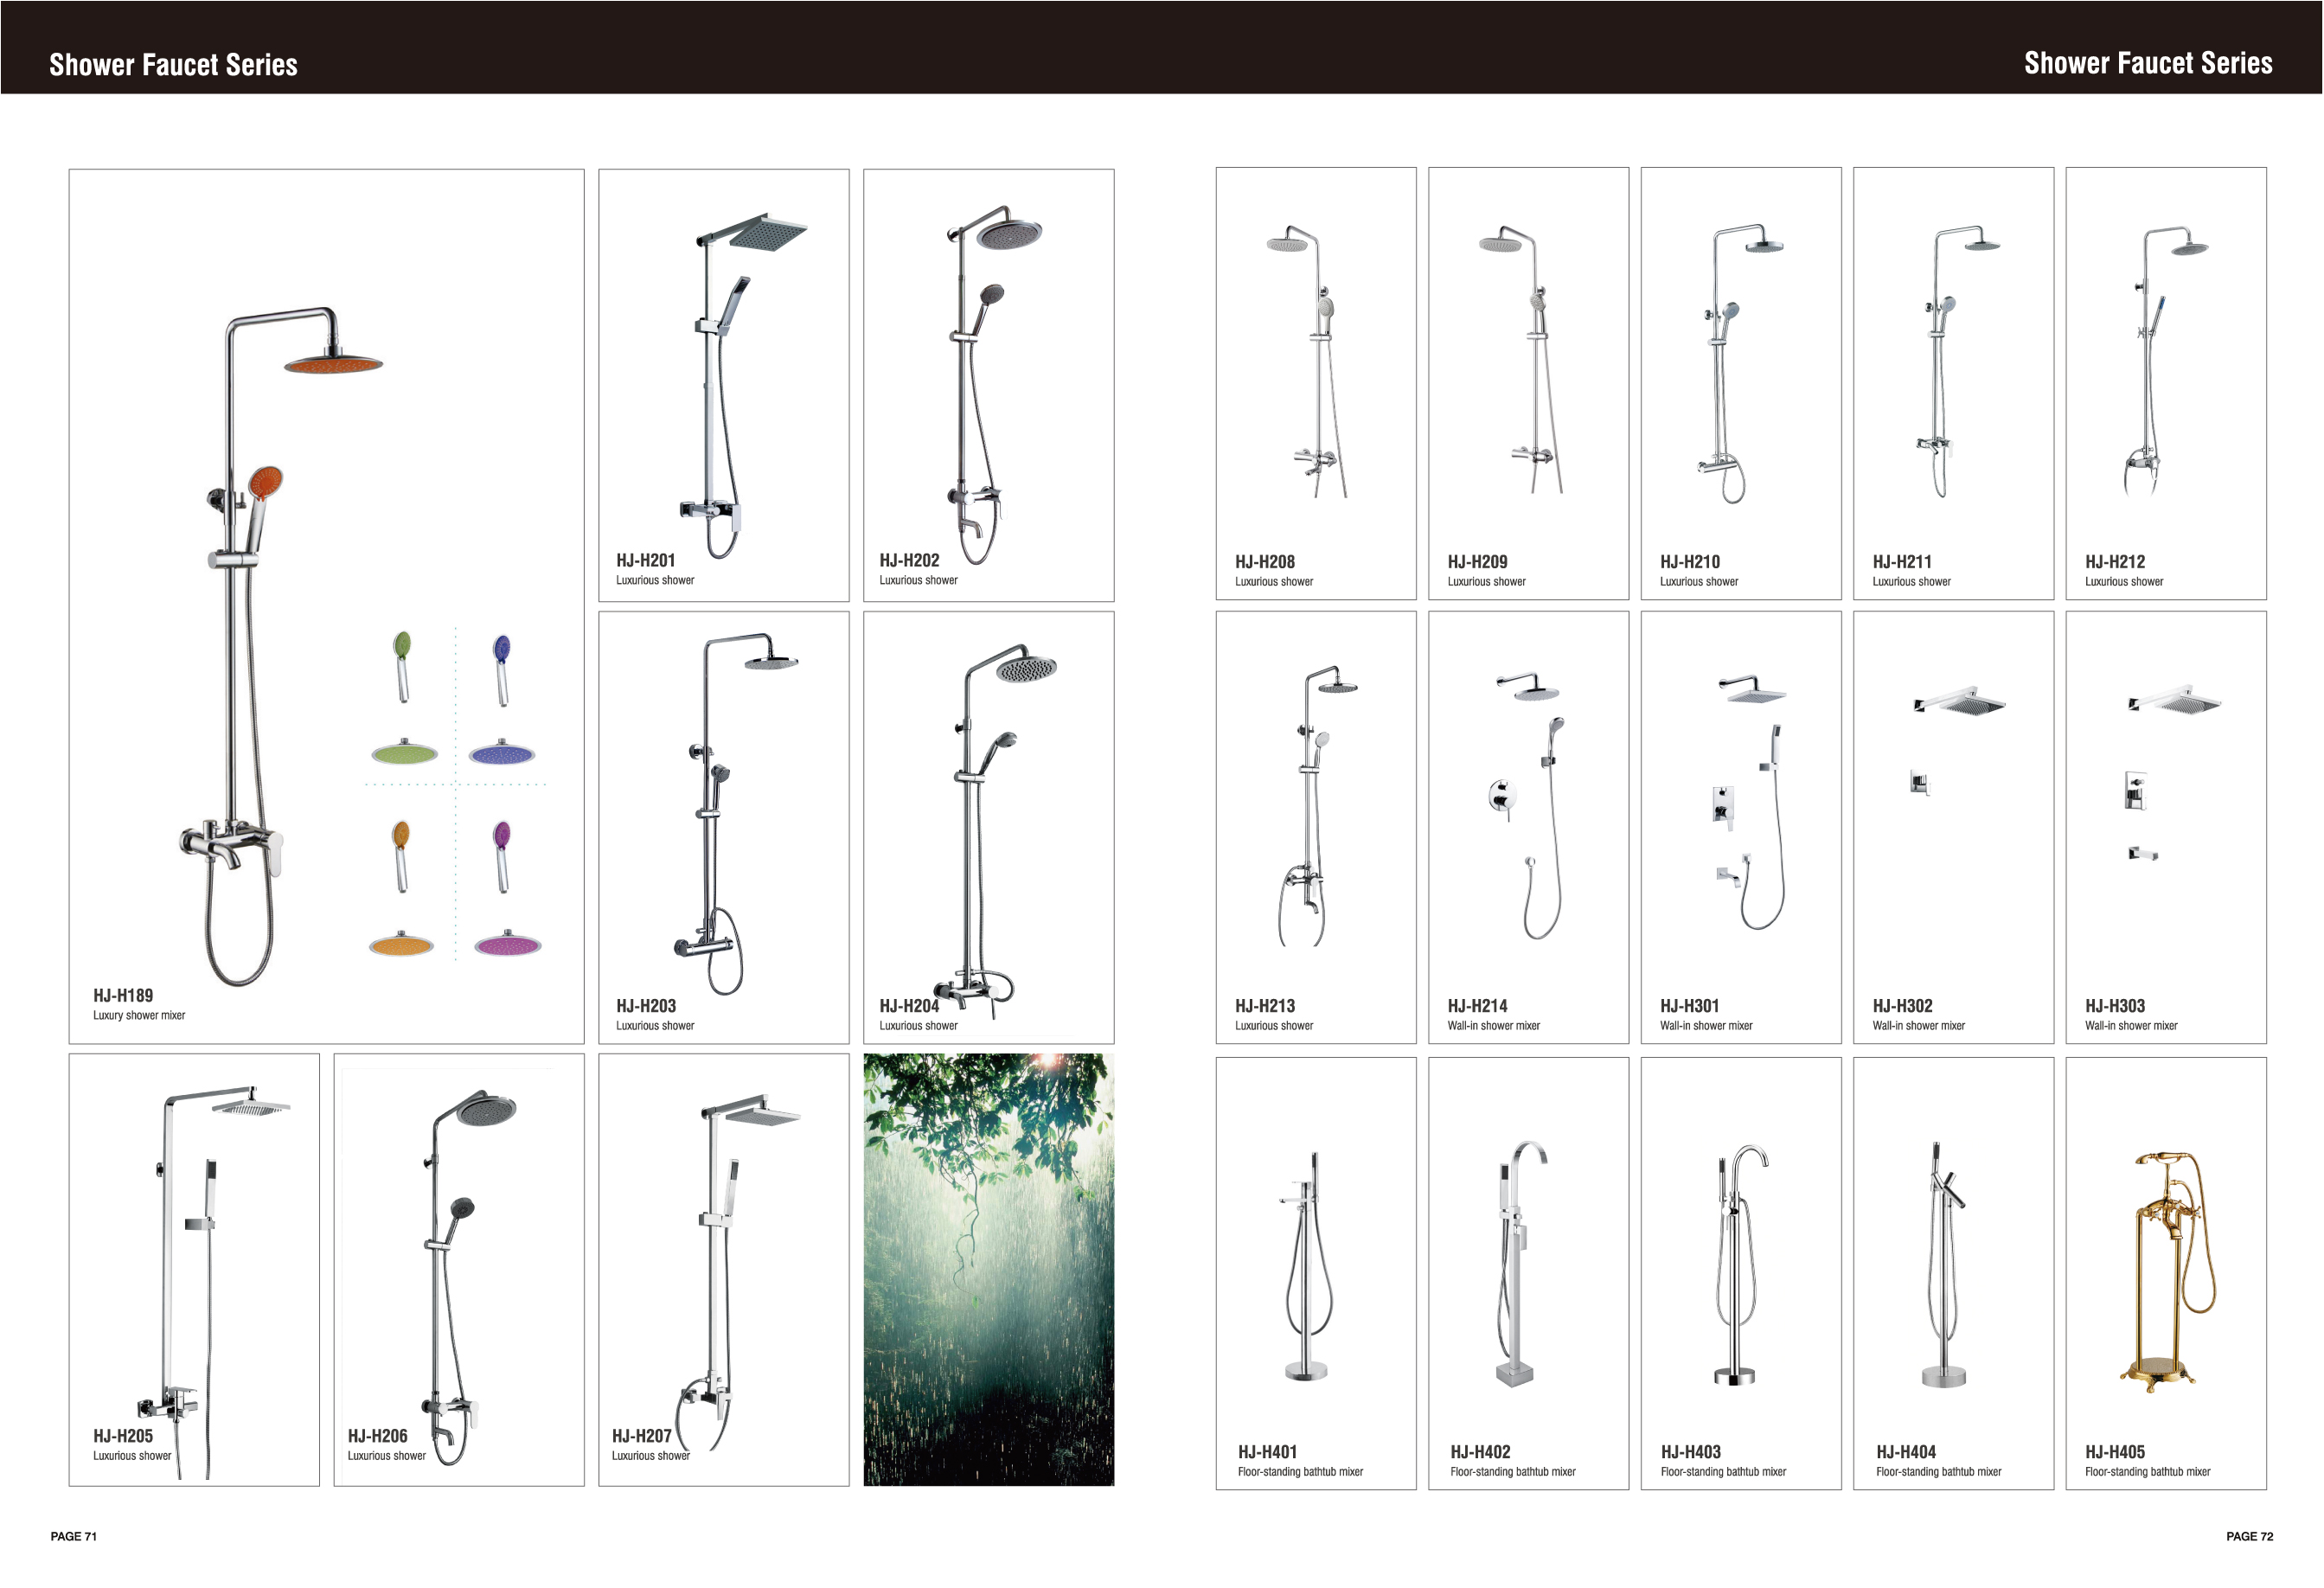 Shower Faucet Series
Shower Faucet Series
HJ-H201
Luxurious shower
HJ-H202
Luxurious shower
HJ-H189
Luxury shower mixer
HJ-H203
Luxurious shower
HJ-H204
Luxurious shower
HJ-H205
Luxurious shower
HJ-H206
Luxurious shower
HJ-H207
Luxurious shower
PAGE 71
HJ-H208
Luxurious shower
HJ-H209
Luxurious shower
HJ-H210
Luxurious shower
HJ-H211
Luxurious shower
HJ-H212
Luxurious shower
HJ-H213
Luxurious shower
HJ-H214
Wall-in shower mixer
HJ-H301
Wall-in shower mixer
HJ-H302
Wall-in shower mixer
HJ-H303
Wall-in shower mixer
HJ-H401
Floor-standing bathtub mixer
HJ-H402
Floor-standing bathtub mixer
HJ-H403
Floor-standing bathtub mixer
HJ-H404
Floor-standing bathtub mixer
HJ-H405
Floor-standing bathtub mixer
PAGE 72